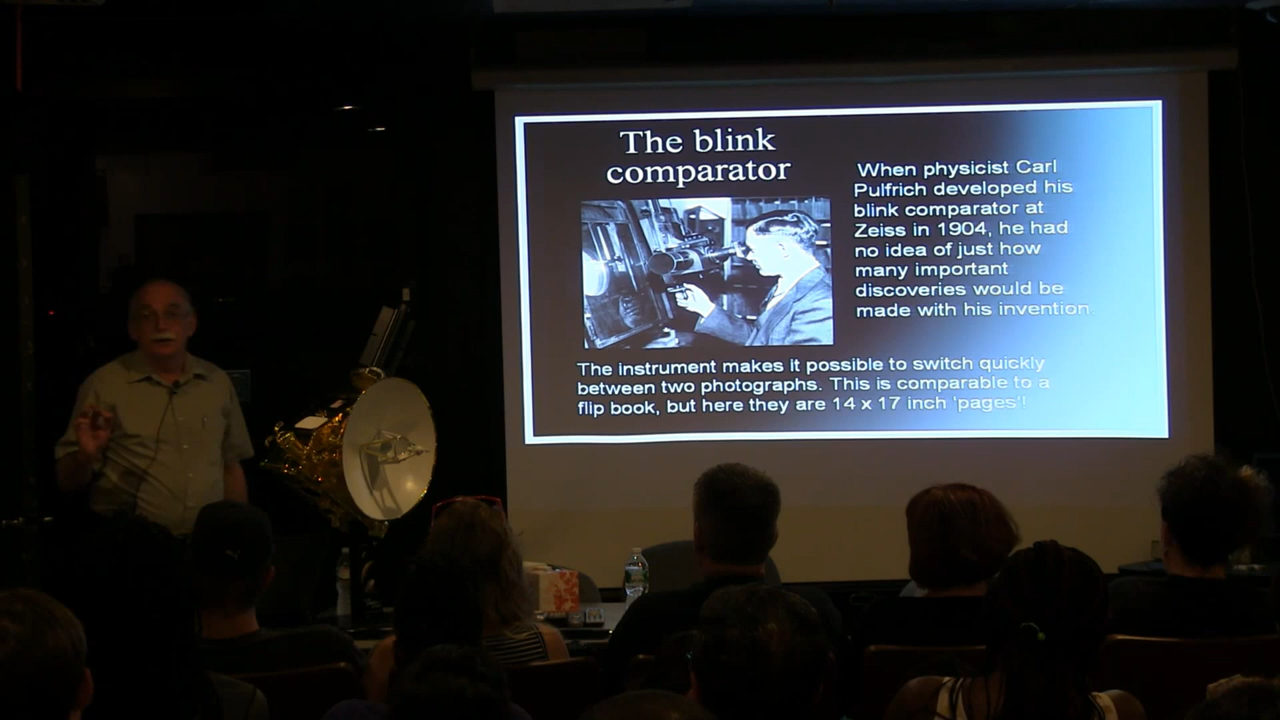 The blink
comparator
When physicist Carl
Pulfrich developed his
blink comparator at
Zeiss in 1904, he had
no idea of just how
many important
discoveries would be
made with his invention.
The instrument makes it possible to switch quickly
between two photographs. This is comparable to a
flip book, but here they are 14 x 17 inch 'pages'!